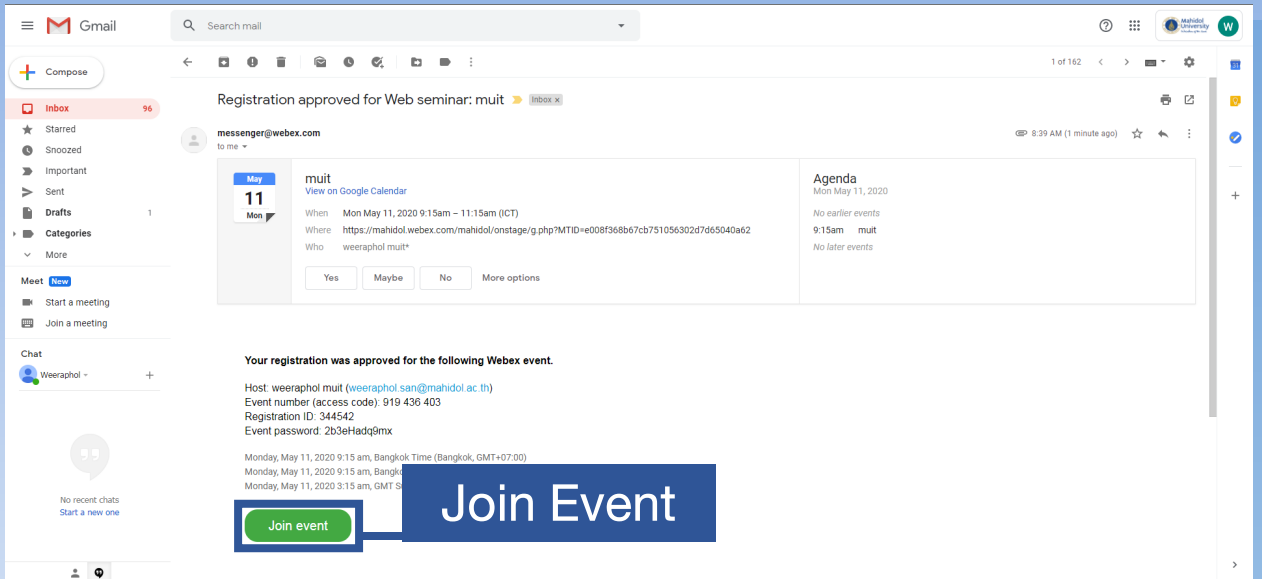 Gmail
Search mail
Mahidol University
W
Compose
1 of 162
Inbox 96
Starred
Snoozed
Important
Sent
Drafts 1
Categories
More
Meet New
Start a meeting
Join a meeting
Chat
Weeraphol
No recent chats
Start a new one
Registration approved for Web seminar: muit Inbox x
messenger@webex.com
8:39 AM (1 minute ago)
to me
May
11
Mon
muit
View on Google Calendar
When Mon May 11, 2020 9:15am – 11:15am (ICT)
Where https://mahidol.webex.com/mahidol/onstage/g.php?MTID=e008f368b67cb751056302d7d65040a62
Who weeraphol muit*
Yes Maybe No More options
Agenda
Mon May 11, 2020
No earlier events
9:15am muit
No later events
Your registration was approved for the following Webex event.
Host: weeraphol muit (weeraphol.san@mahidol.ac.th)
Event number (access code): 919 436 403
Registration ID: 344542
Event password: 2b3eHadq9mx
Monday, May 11, 2020 9:15 am, Bangkok Time (Bangkok, GMT+07:00)
Monday, May 11, 2020 9:15 am, Bangko
Monday, May 11, 2020 3:15 am, GMT S
Join event
Join Event